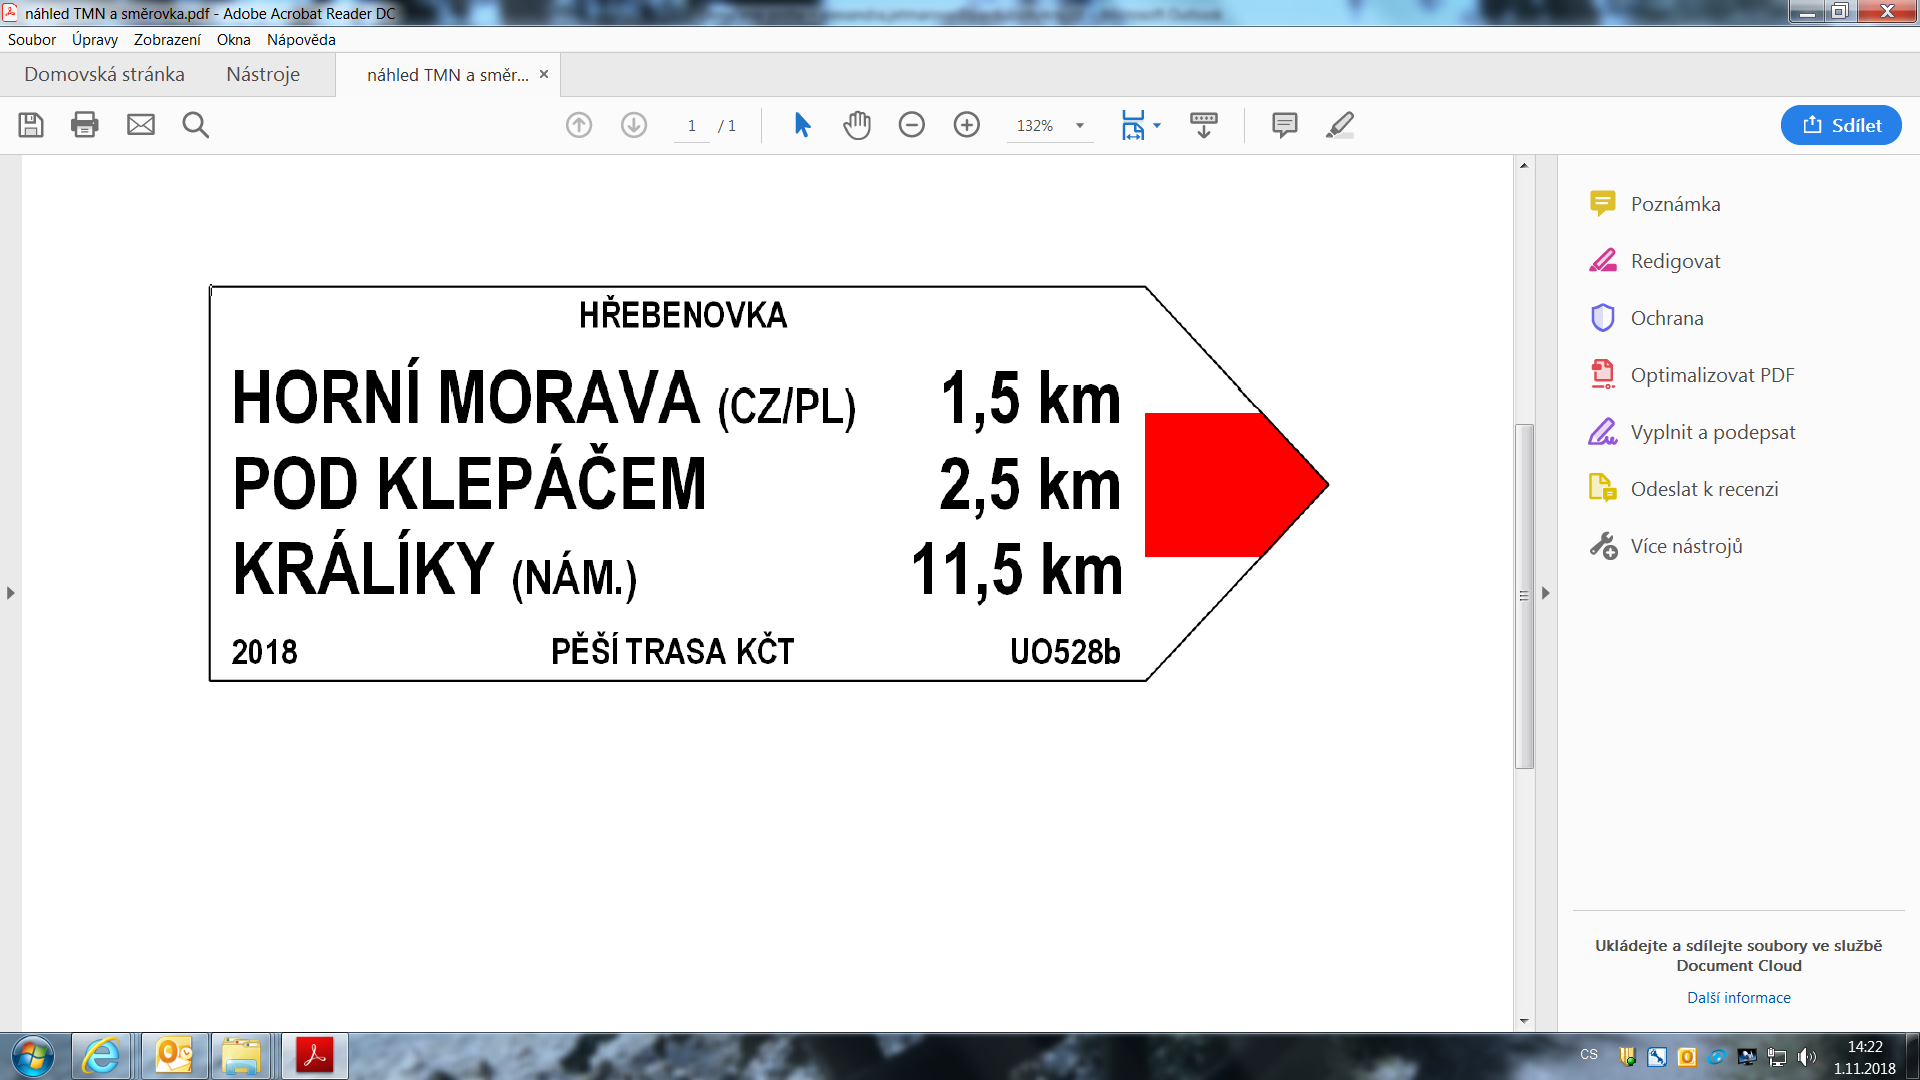 náhled TMN a směrovka.pdf - Adobe Acrobat Reader DC
Soubor Úpravy Zobrazení Okna Nápověda
Domovská stránka Nástroje náhled TMN a směr... ×
1 / 1 132% Sdílet
Poznámka
Redigovat
Ochrana
Optimalizovat PDF
Vyplnit a podepsat
Odeslat k recenzi
Více nástrojů
HŘEBENOVKA
HORNÍ MORAVA (CZ/PL) 1,5 km
POD KLEPÁČEM 2,5 km
KRÁLÍKY (NÁM.) 11,5 km
2018 PĚŠÍ TRASA KČT UO528b
Ukládejte a sdílejte soubory ve službě
Document Cloud
Další informace
CS 14:22
1.11.2018